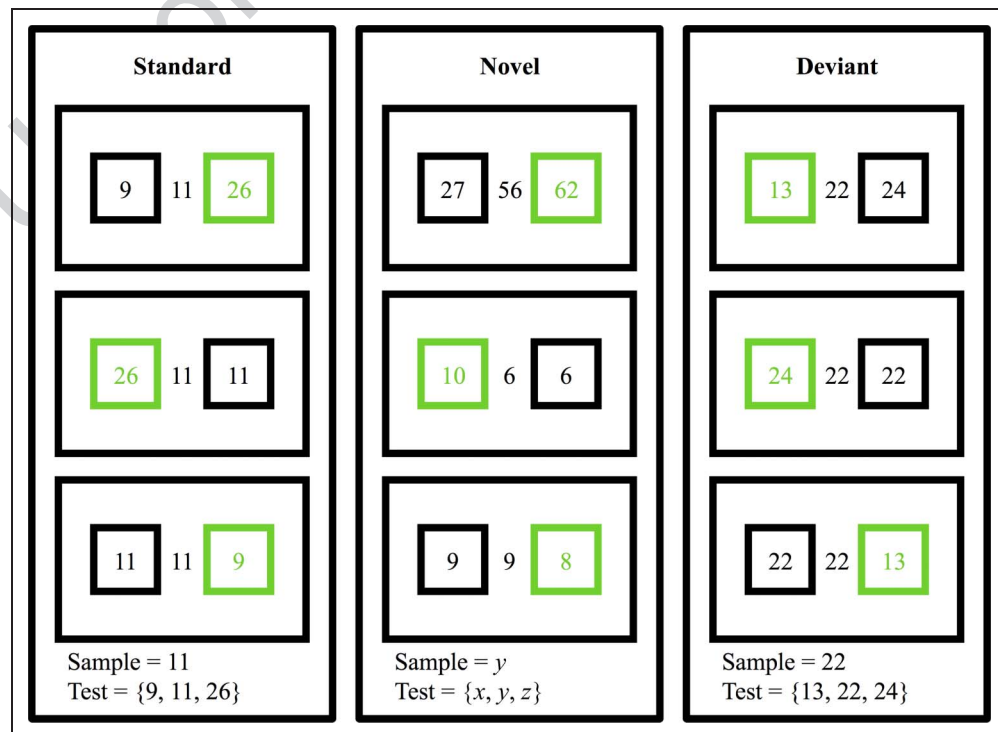 Standard
9 11 26
26 11 11
11 11 9
Sample = 11
Test = {9, 11, 26}
Novel
27 56 62
10 6 6
9 9 8
Sample = y
Test = {x, y, z}
Deviant
13 22 24
24 22 22
22 22 13
Sample = 22
Test = {13, 22, 24}